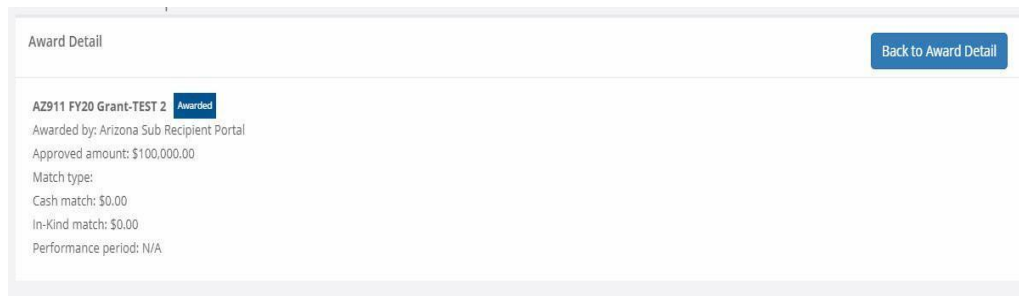 Award Detail
Back to Award Detail
AZ911 FY20 Grant-TEST 2 Awarded
Awarded by: Arizona Sub Recipient Portal
Approved amount: $100,000.00
Match type:
Cash match: $0.00
In-Kind match: $0.00
Performance period: N/A